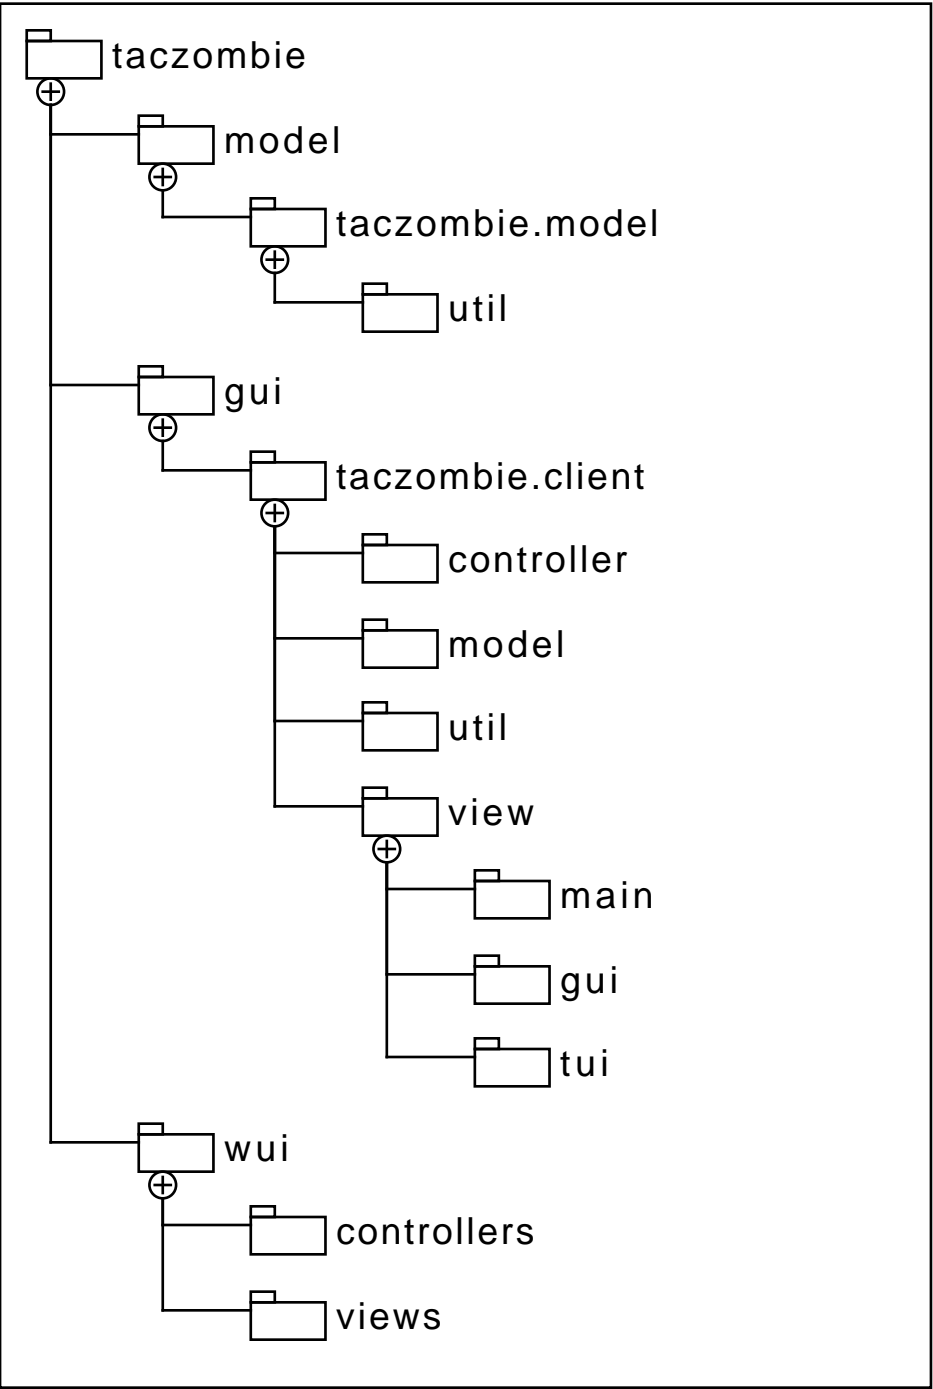 taczombie
model
taczombie.model
util
gui
taczombie.client
controller
model
util
view
main
gui
tui
wui
controllers
views